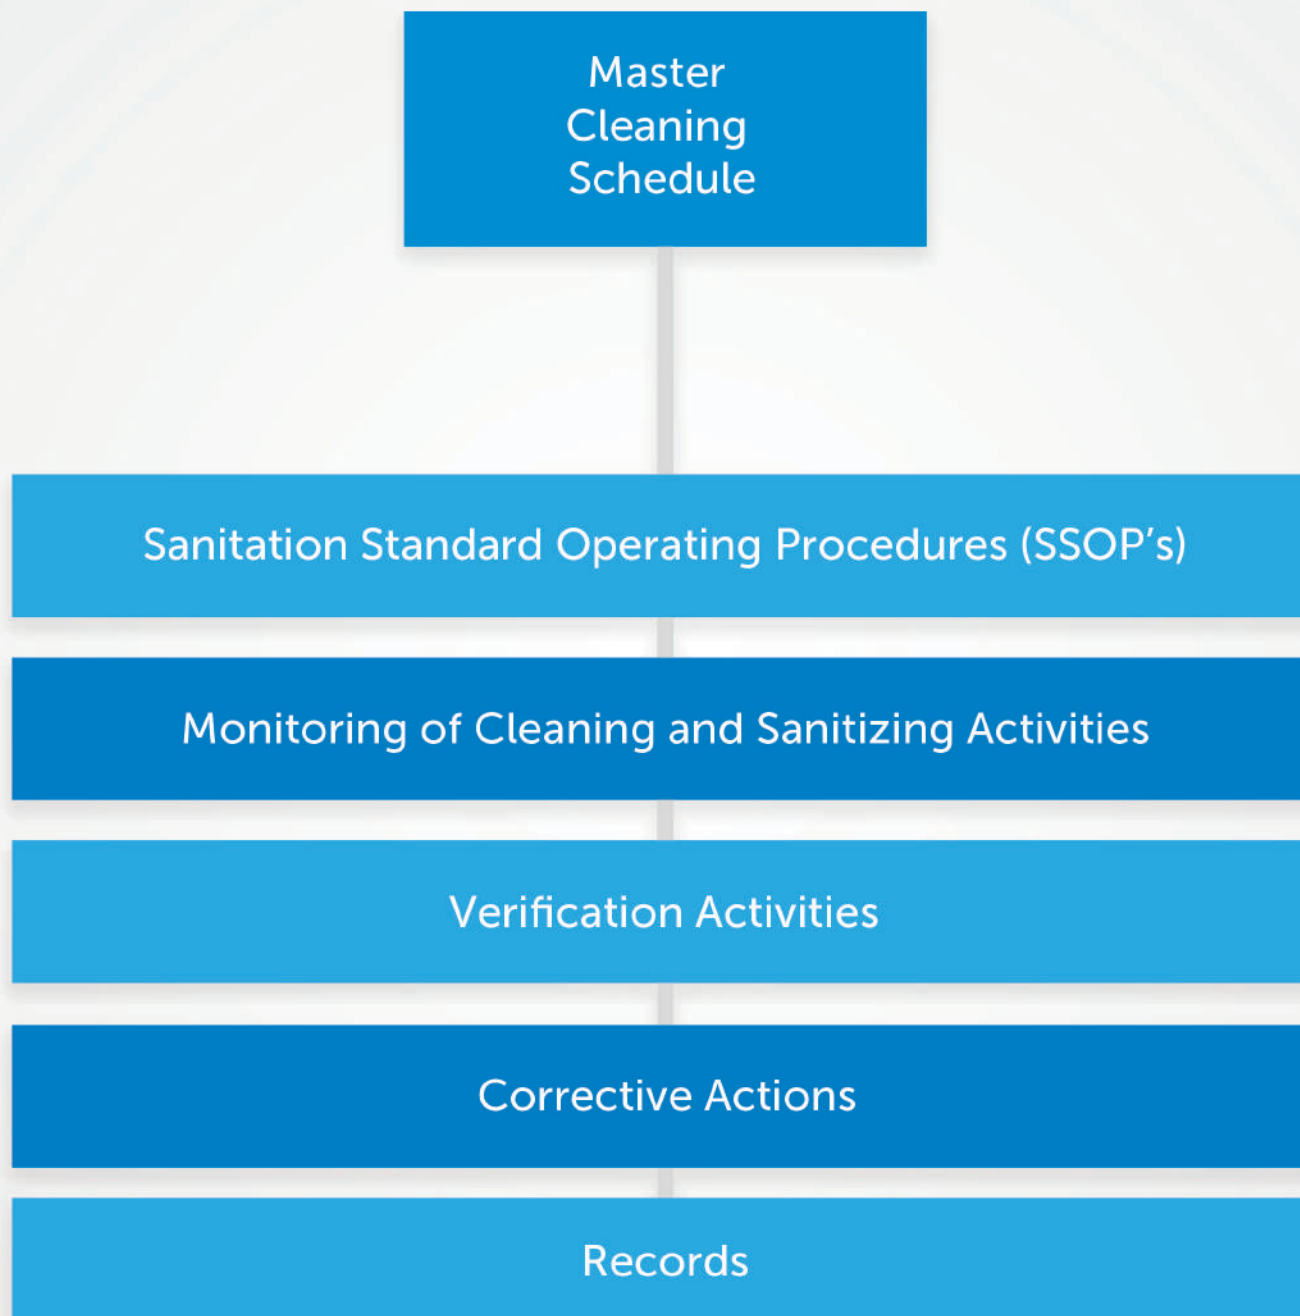 Master
Cleaning
Schedule
Sanitation Standard Operating Procedures (SSOP’s)
Monitoring of Cleaning and Sanitizing Activities
Verification Activities
Corrective Actions
Records